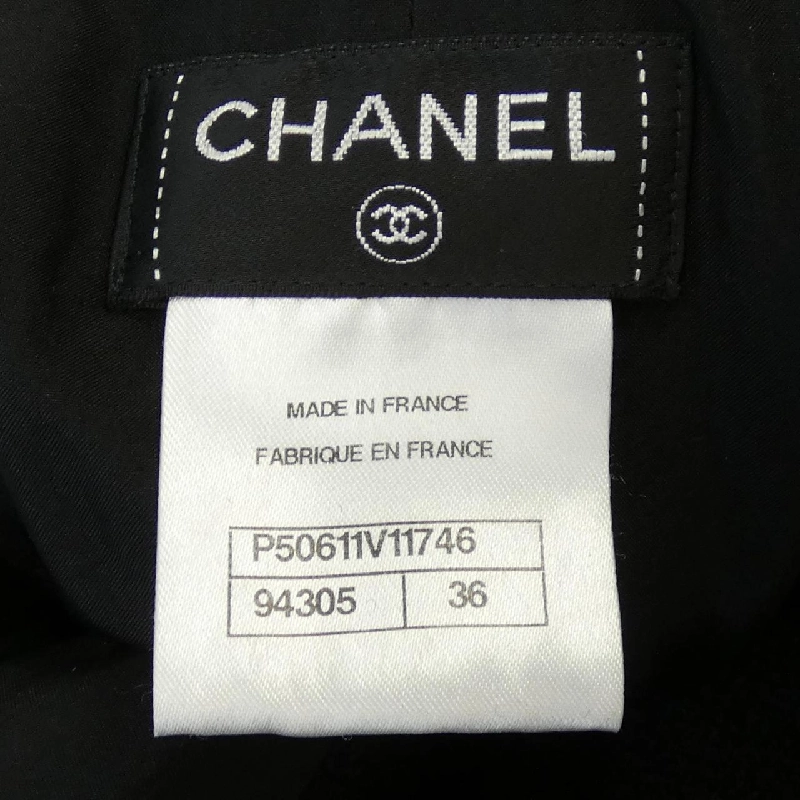 CHANEL
MADE IN FRANCE
FABRIQUE EN FRANCE
P50611V11746
94305 36